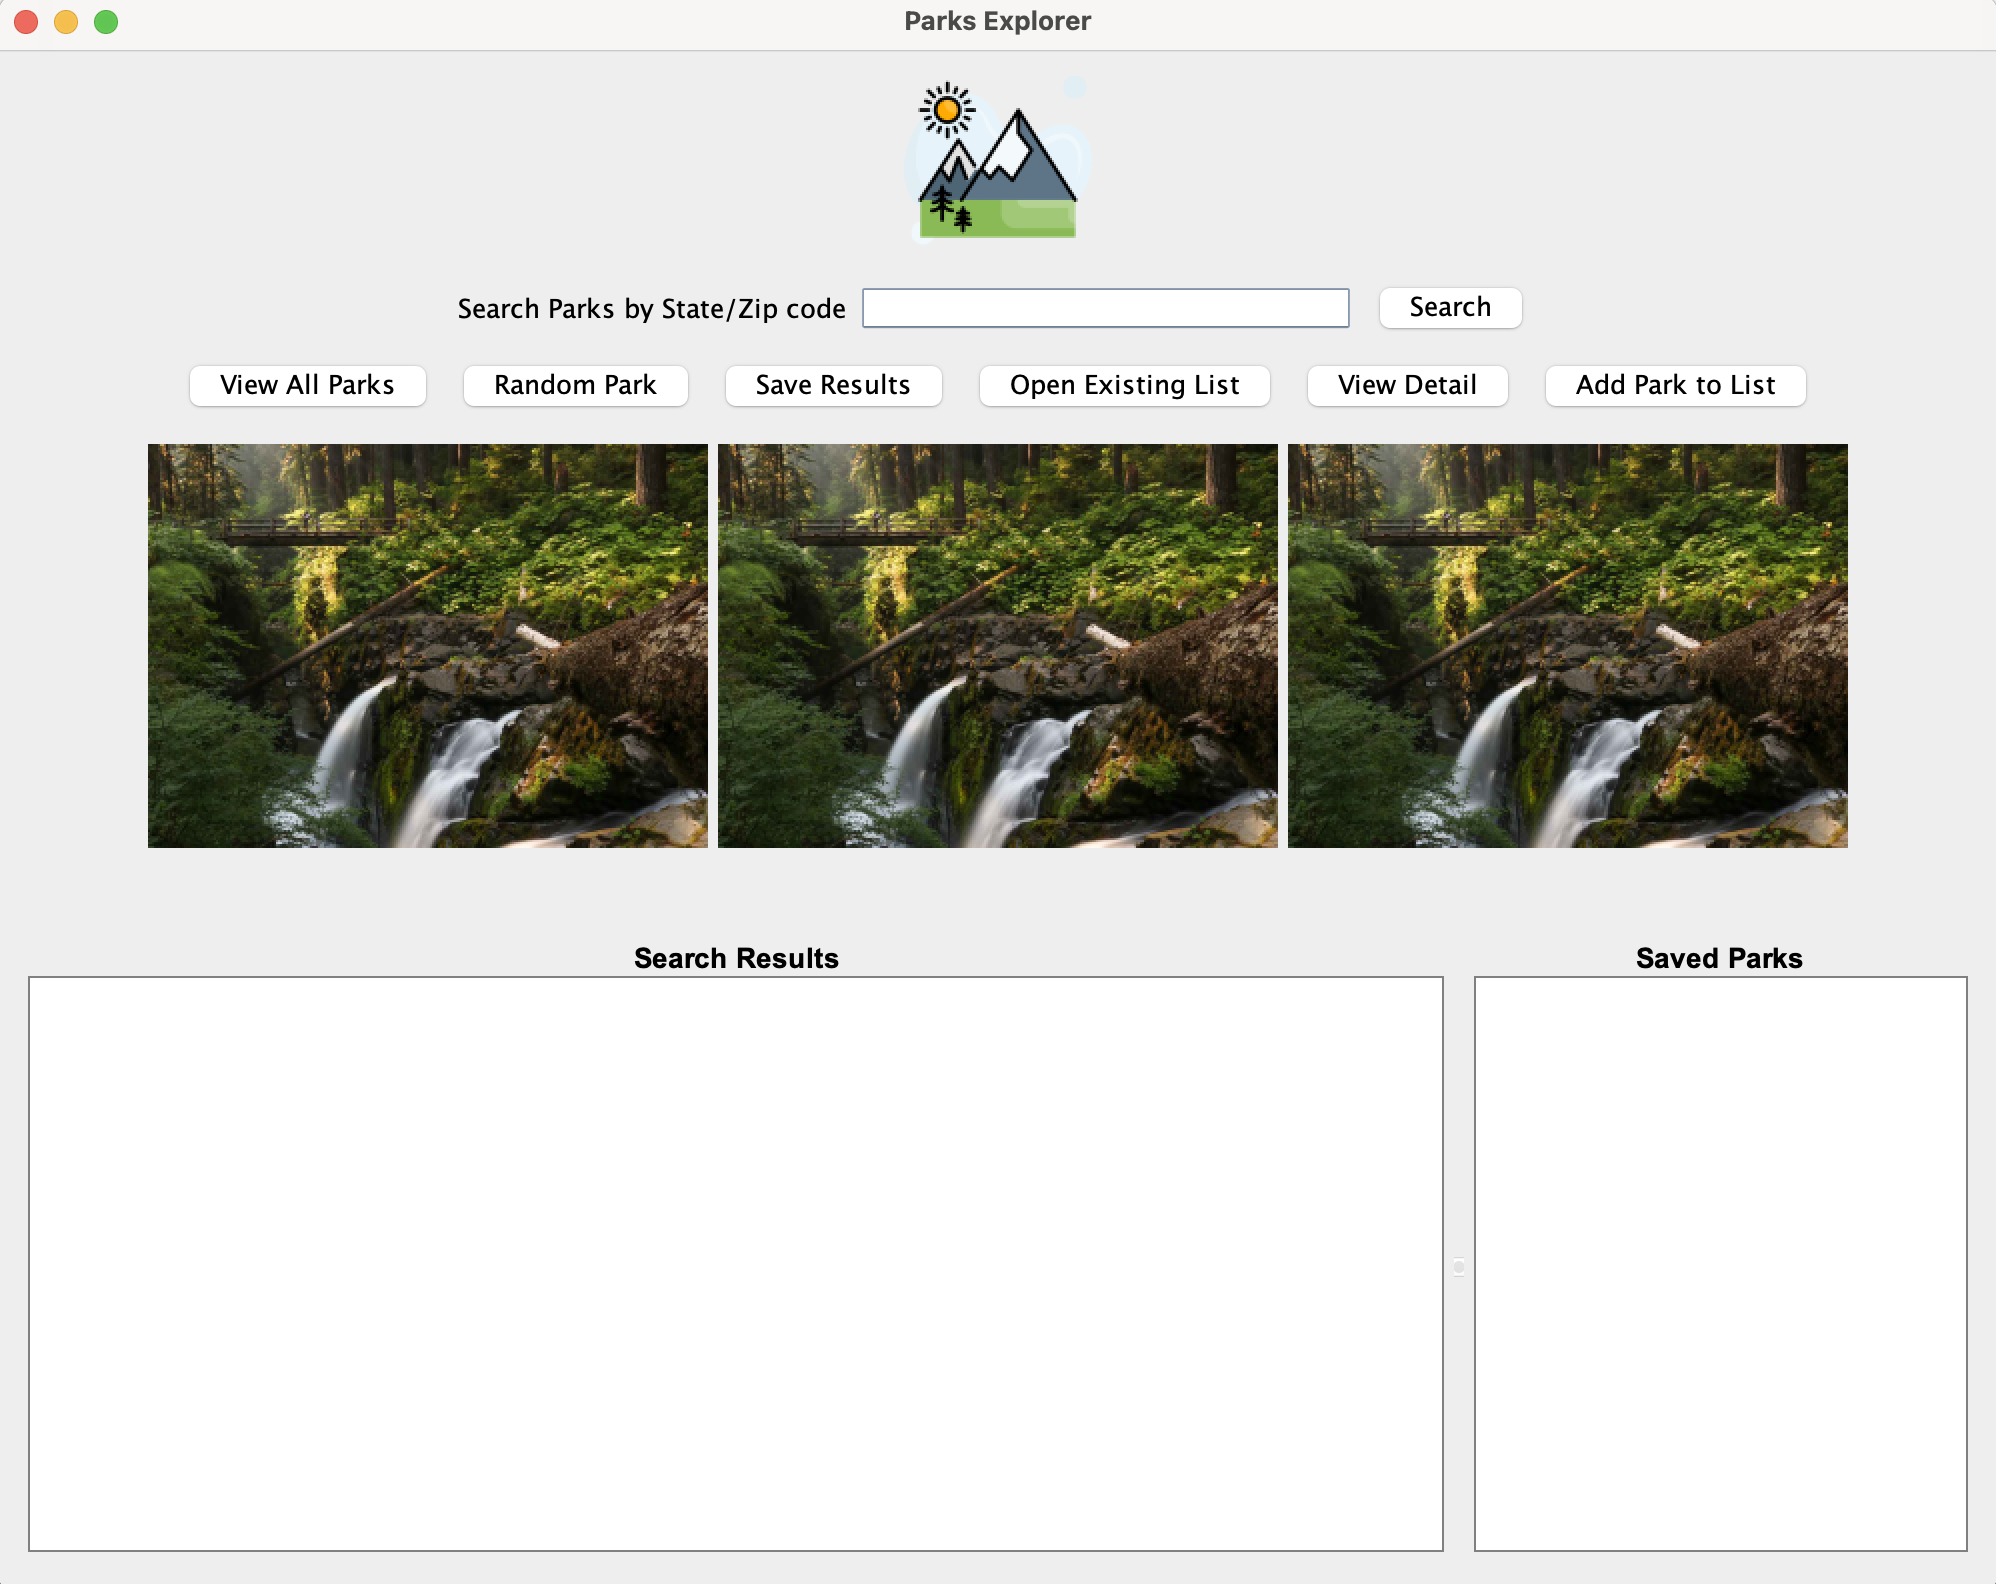 Parks Explorer
Search Parks by State/Zip code Search
View All Parks Random Park Save Results Open Existing List View Detail Add Park to List
Search Results Saved Parks